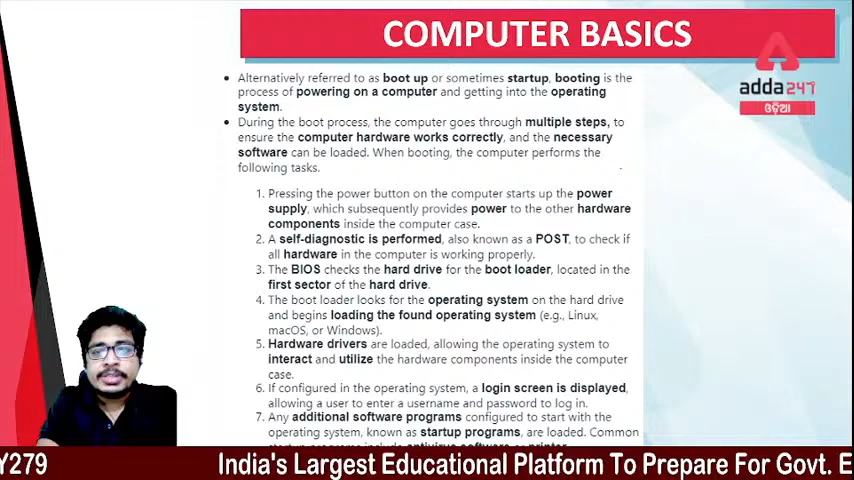 COMPUTER BASICS
adda247
ଓଡ଼ିଆ
• Alternatively referred to as boot up or sometimes startup, booting is the
process of powering on a computer and getting into the operating
system.
• During the boot process, the computer goes through multiple steps, to
ensure the computer hardware works correctly, and the necessary
software can be loaded. When booting, the computer performs the
following tasks.
1. Pressing the power button on the computer starts up the power
supply, which subsequently provides power to the other hardware
components inside the computer case.
2. A self-diagnostic is performed, also known as a POST, to check if
all hardware in the computer is working properly.
3. The BIOS checks the hard drive for the boot loader, located in the
first sector of the hard drive.
4. The boot loader looks for the operating system on the hard drive
and begins loading the found operating system (e.g., Linux,
macOS, or Windows).
5. Hardware drivers are loaded, allowing the operating system to
interact and utilize the hardware components inside the computer
case.
6. If configured in the operating system, a login screen is displayed,
allowing a user to enter a username and password to log in.
7. Any additional software programs configured to start with the
operating system, known as startup programs, are loaded. Common
Y279 India's Largest Educational Platform To Prepare For Govt. E